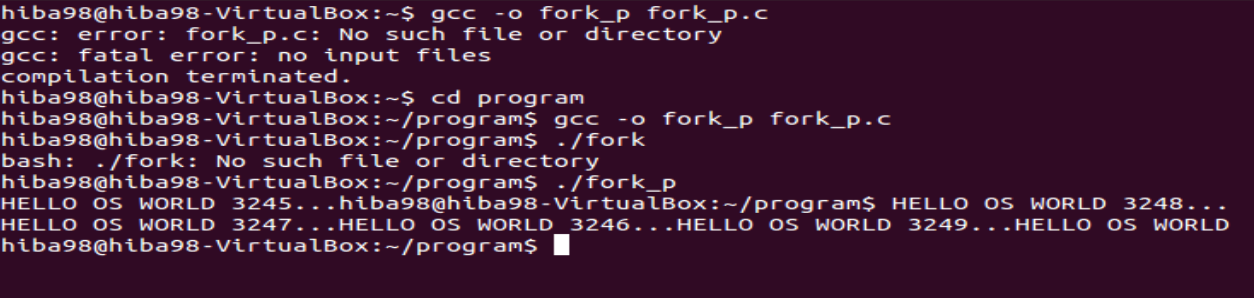 hiba98@hiba98-VirtualBox:~$ gcc -o fork_p fork_p.c
gcc: error: fork_p.c: No such file or directory
gcc: fatal error: no input files
compilation terminated.
hiba98@hiba98-VirtualBox:~$ cd program
hiba98@hiba98-VirtualBox:~/program$ gcc -o fork_p fork_p.c
hiba98@hiba98-VirtualBox:~/program$ ./fork
bash: ./fork: No such file or directory
hiba98@hiba98-VirtualBox:~/program$ ./fork_p
HELLO OS WORLD 3245...hiba98@hiba98-VirtualBox:~/program$ HELLO OS WORLD 3248...
HELLO OS WORLD 3247...HELLO OS WORLD 3246...HELLO OS WORLD 3249...HELLO OS WORLD
hiba98@hiba98-VirtualBox:~/program$